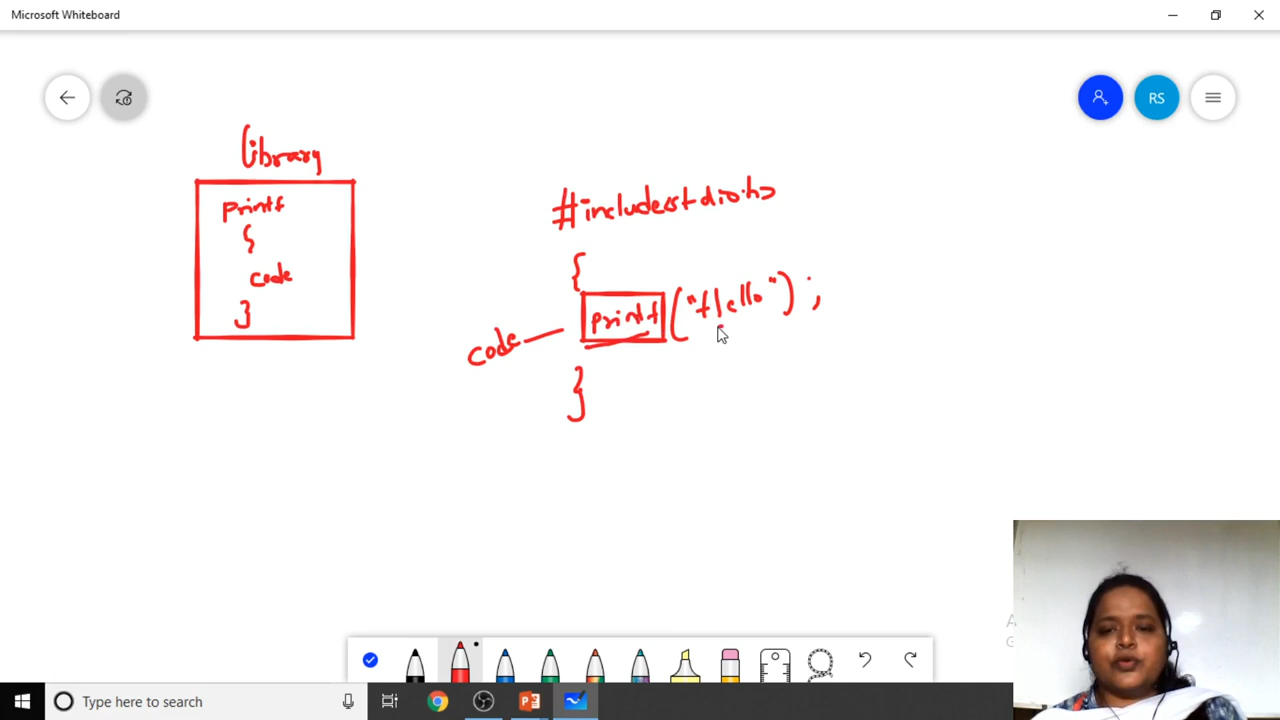 Microsoft Whiteboard
RS
library
printf
{
code
}
#include<stdio.h>
{
printf("Hello");
code
}
Type here to search